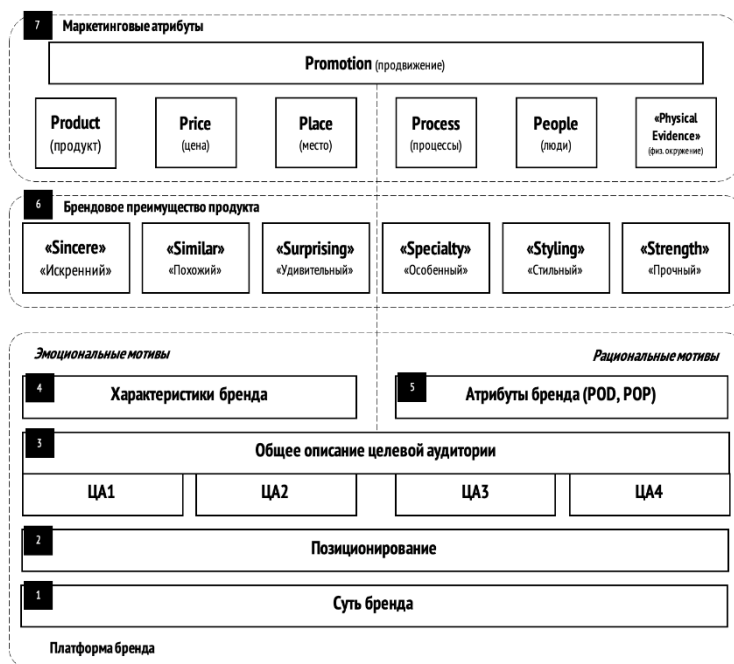 7 Маркетинговые атрибуты
Promotion (продвижение)
Product
(продукт)
Price
(цена)
Place
(место)
Process
(процессы)
People
(люди)
«Physical
Evidence»
(физ. окружение)
6 Брендовое преимущество продукта
«Sincere»
«Искренний»
«Similar»
«Похожий»
«Surprising»
«Удивительный»
«Specialty»
«Особенный»
«Styling»
«Стильный»
«Strength»
«Прочный»
Эмоциональные мотивы
Рациональные мотивы
4 Характеристики бренда
5 Атрибуты бренда (POD, POP)
3 Общее описание целевой аудитории
ЦА1
ЦА2
ЦА3
ЦА4
2 Позиционирование
1 Суть бренда
Платформа бренда